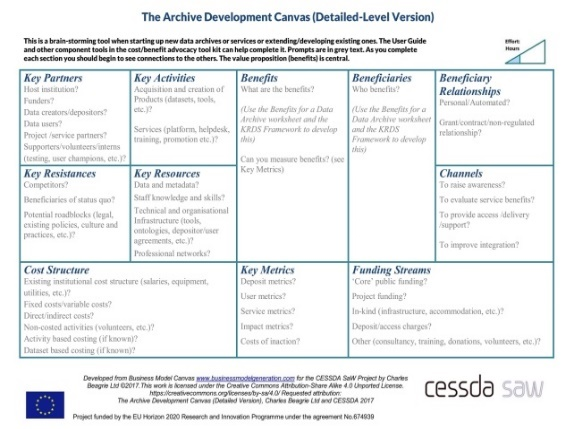 The Archive Development Canvas (Detailed-Level Version)
This is a brain-storming tool when starting up new data archives or services or extending/developing existing ones. The User Guide
and other component tools in the cost/benefit advocacy tool kit can help complete it. Prompts are in grey text. As you complete
each section you should begin to see connections to the others. The value proposition (benefits) is central.
Effort:
Hours
Key Partners
Host institution?
Funders?
Data creators/depositors?
Data users?
Project /service partners?
Supporters/volunteers/interns
(testing, user champions, etc.)?
Key Activities
Acquisition and creation of
Products (datasets, tools,
etc.)?
Services (platform, helpdesk,
training, promotion etc.)?
Benefits
What are the benefits?
(Use the Benefits for a Data
Archive worksheet and the
KRDS Framework to develop
this)
Can you measure benefits? (see
Key Metrics)
Beneficiaries
Who benefits?
(Use the Benefits for a
Data Archive worksheet
and the KRDS
Framework to develop
this)
Beneficiary
Relationships
Personal/Automated?
Grant/contract/non-regulated
relationship?
Key Resistances
Competitors?
Beneficiaries of status quo?
Potential roadblocks (legal,
existing policies, culture and
practices, etc.)?
Key Resources
Data and metadata?
Staff knowledge and skills?
Technical and organisational
Infrastructure (tools,
ontologies, depositor/user
agreements, etc.)?
Professional networks?
Channels
To raise awareness?
To evaluate service benefits?
To provide access /delivery
/support?
To improve integration?
Cost Structure
Existing institutional cost structure (salaries, equipment,
utilities, etc.)?
Fixed costs/variable costs?
Direct/indirect costs?
Non-costed activities (volunteers, etc.)?
Activity based costing (if known)?
Dataset based costing (if known)?
Key Metrics
Deposit metrics?
User metrics?
Service metrics?
Impact metrics?
Costs of inaction?
Funding Streams
'Core' public funding?
Project funding?
In-kind (infrastructure, accommodation, etc.)?
Deposit/access charges?
Other (consultancy, training, donations, volunteers, etc.)?
Developed from Business Model Canvas www.businessmodelgeneration.com for the CESSDA SaW Project by Charles
Beagrie Ltd ©2017. This work is licensed under the Creative Commons Attribution-Share Alike 4.0 Imported License.
https://creativecommons.org/licenses/by-sa/4.0/ Requested attribution:
The Archive Development Canvas (Detailed Version), Charles Beagrie Ltd and CESSDA 2017
Project funded by the EU Horizon 2020 Research and Innovation Programme under the agreement No.674939
cessda saw